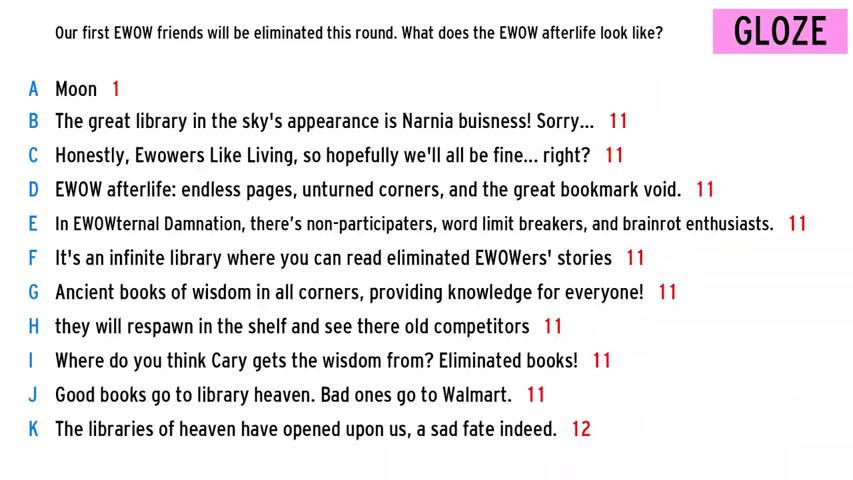 Our first EWOW friends will be eliminated this round. What does the EWOW afterlife look like?
GLOZE
A Moon 1
B The great library in the sky's appearance is Narnia buisness! Sorry... 11
C Honestly, Ewowers Like Living, so hopefully we'll all be fine... right? 11
D EWOW afterlife: endless pages, unturned corners, and the great bookmark void. 11
E In EWOWternal Damnation, there's non-participaters, word limit breakers, and brainrot enthusiasts. 11
F It's an infinite library where you can read eliminated EWOWers' stories 11
G Ancient books of wisdom in all corners, providing knowledge for everyone! 11
H they will respawn in the shelf and see there old competitors 11
I Where do you think Cary gets the wisdom from? Eliminated books! 11
J Good books go to library heaven. Bad ones go to Walmart. 11
K The libraries of heaven have opened upon us, a sad fate indeed. 12